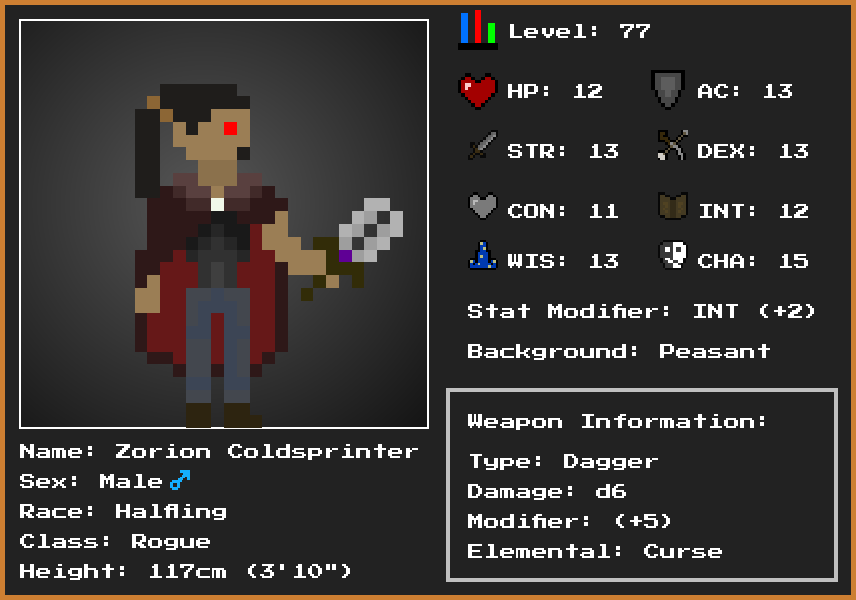 Level: 77
HP: 12 AC: 13
STR: 13 DEX: 13
CON: 11 INT: 12
WIS: 13 CHA: 15
Stat Modifier: INT (+2)
Background: Peasant
Weapon Information:
Type: Dagger
Damage: d6
Modifier: (+5)
Elemental: Curse
Name: Zorion Coldsprinter
Sex: Male♂
Race: Halfling
Class: Rogue
Height: 117cm (3'10")